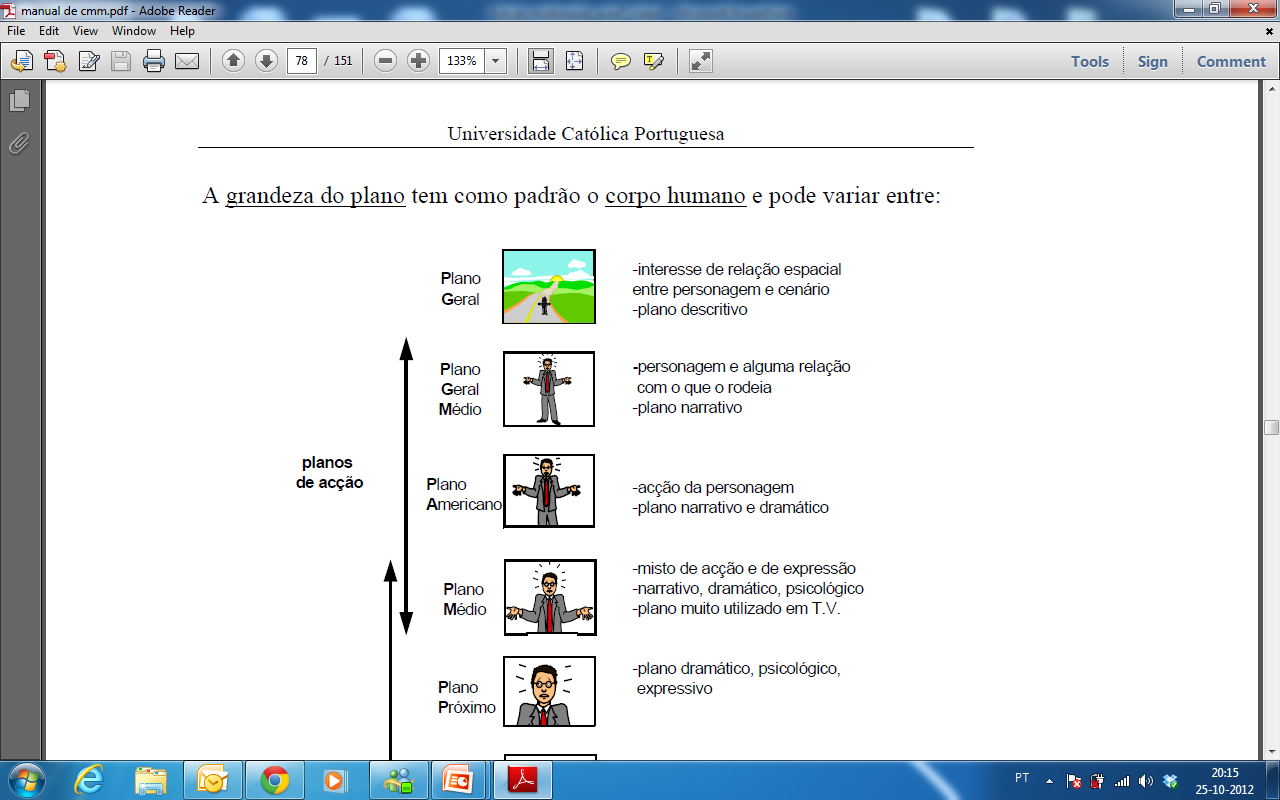 manual de cmm.pdf - Adobe Reader
File Edit View Window Help
78 / 151 133% Tools Sign Comment
Universidade Católica Portuguesa
A grandeza do plano tem como padrão o corpo humano e pode variar entre:
Plano
Geral
-interesse de relação espacial
entre personagem e cenário
-plano descritivo
Plano
Geral
Médio
-personagem e alguma relação
com o que o rodeia
-plano narrativo
planos
de acção
Plano
Americano
-acção da personagem
-plano narrativo e dramático
Plano
Médio
-misto de acção e de expressão
-narrativo, dramático, psicológico
-plano muito utilizado em T.V.
Plano
Próximo
-plano dramático, psicológico,
expressivo
PT
20:15
25-10-2012